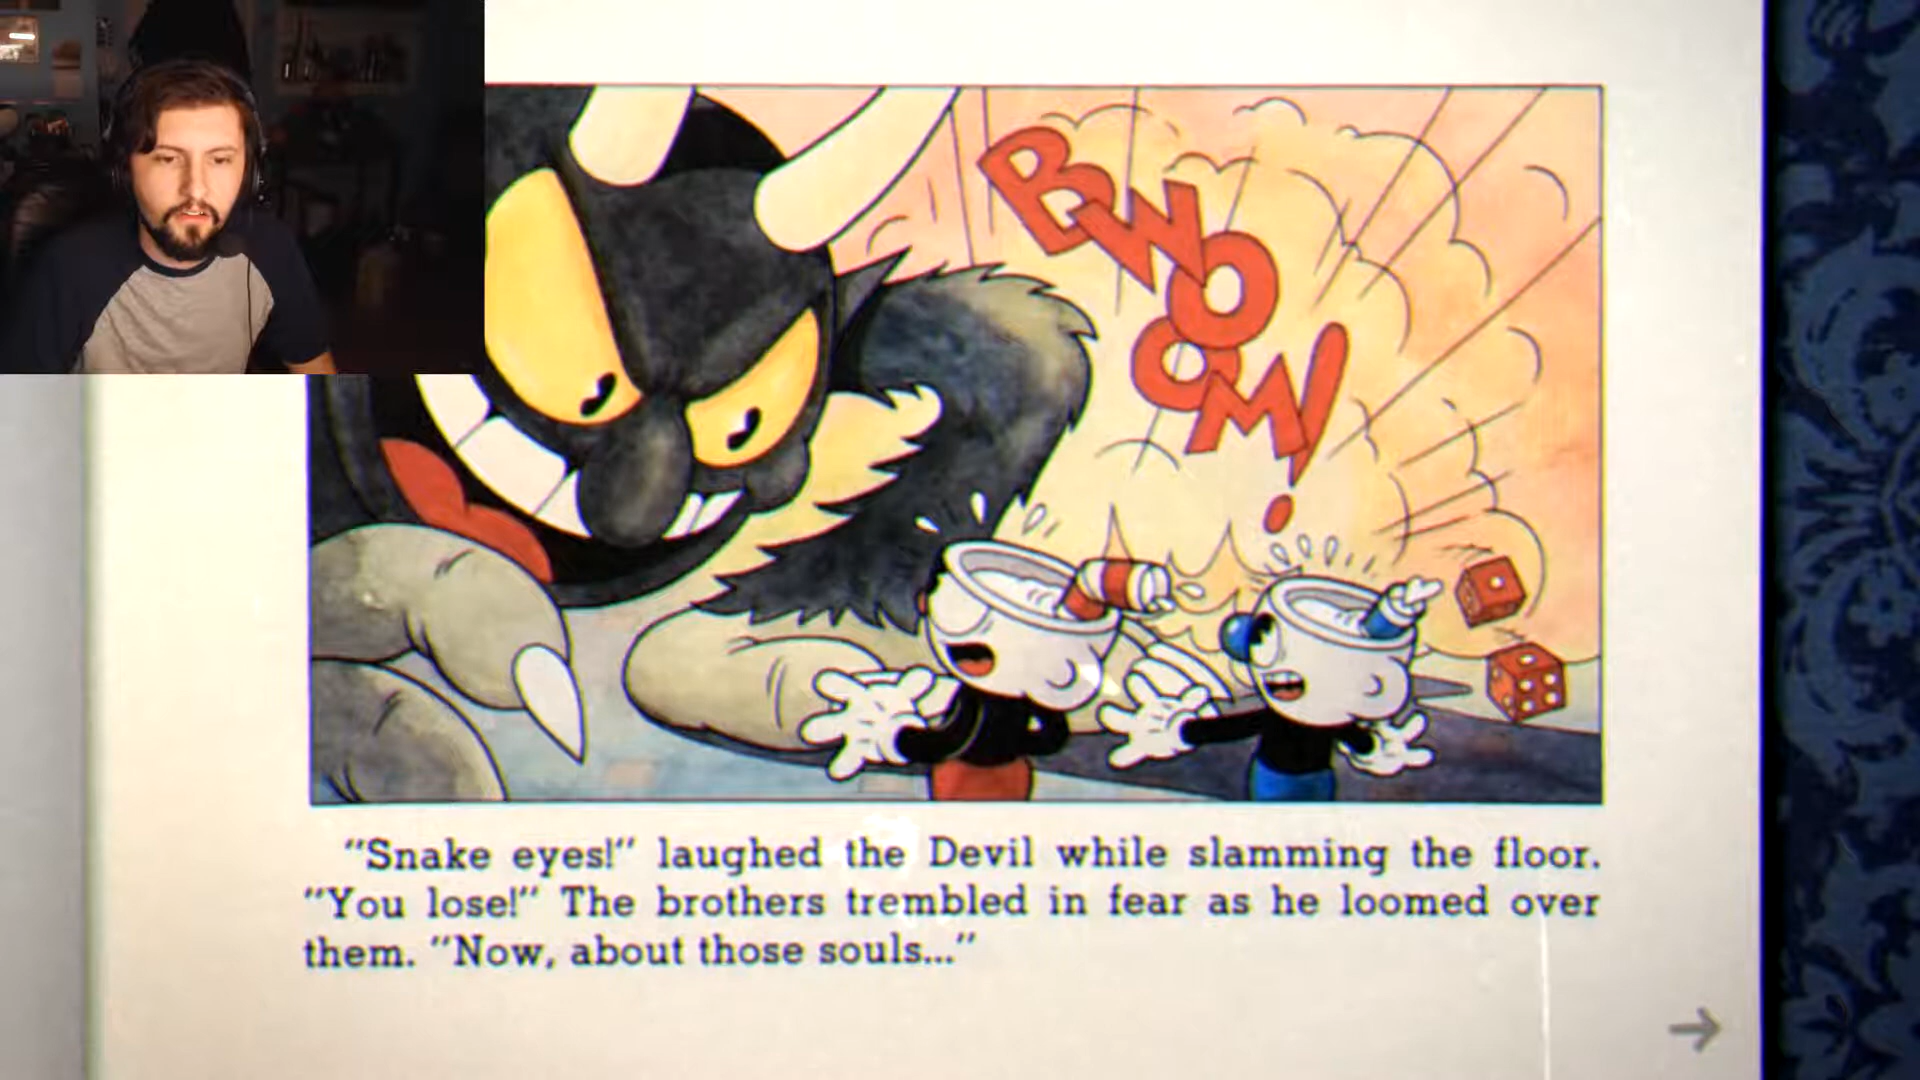 BWOOM!
“Snake eyes!” laughed the Devil while slamming the floor.
“You lose!” The brothers trembled in fear as he loomed over
them. “Now, about those souls...”